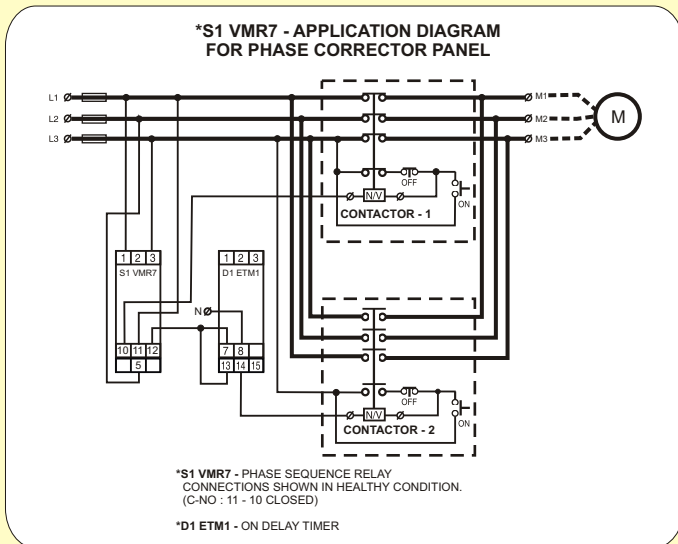 *S1 VMR7 - APPLICATION DIAGRAM
FOR PHASE CORRECTOR PANEL
L1
L2
L3
M1
M2
M3
M
OFF
N/V
ON
CONTACTOR - 1
1 2 3
S1 VMR7
10 11 12
5
1 2 3
D1 ETM1
N
7 8
13 14 15
OFF
N/V
ON
CONTACTOR - 2
*S1 VMR7 - PHASE SEQUENCE RELAY
CONNECTIONS SHOWN IN HEALTHY CONDITION.
(C-NO : 11 - 10 CLOSED)
*D1 ETM1 - ON DELAY TIMER